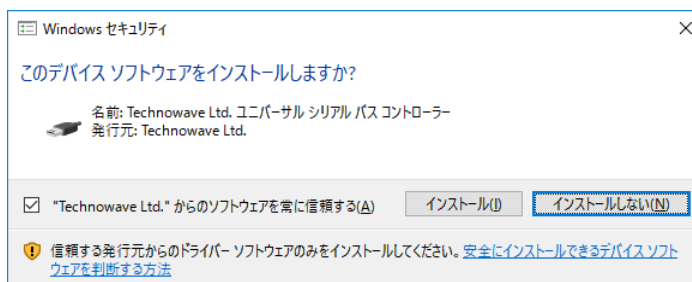 Windows セキュリティ
このデバイス ソフトウェアをインストールしますか?
名前: Technowave Ltd. ユニバーサル シリアル バス コントローラー
発行元: Technowave Ltd.
"Technowave Ltd." からのソフトウェアを常に信頼する(A)
インストール(I)
インストールしない(N)
信頼する発行元からのドライバー ソフトウェアのみをインストールしてください。安全にインストールできるデバイス ソフト
ウェアを判断する方法